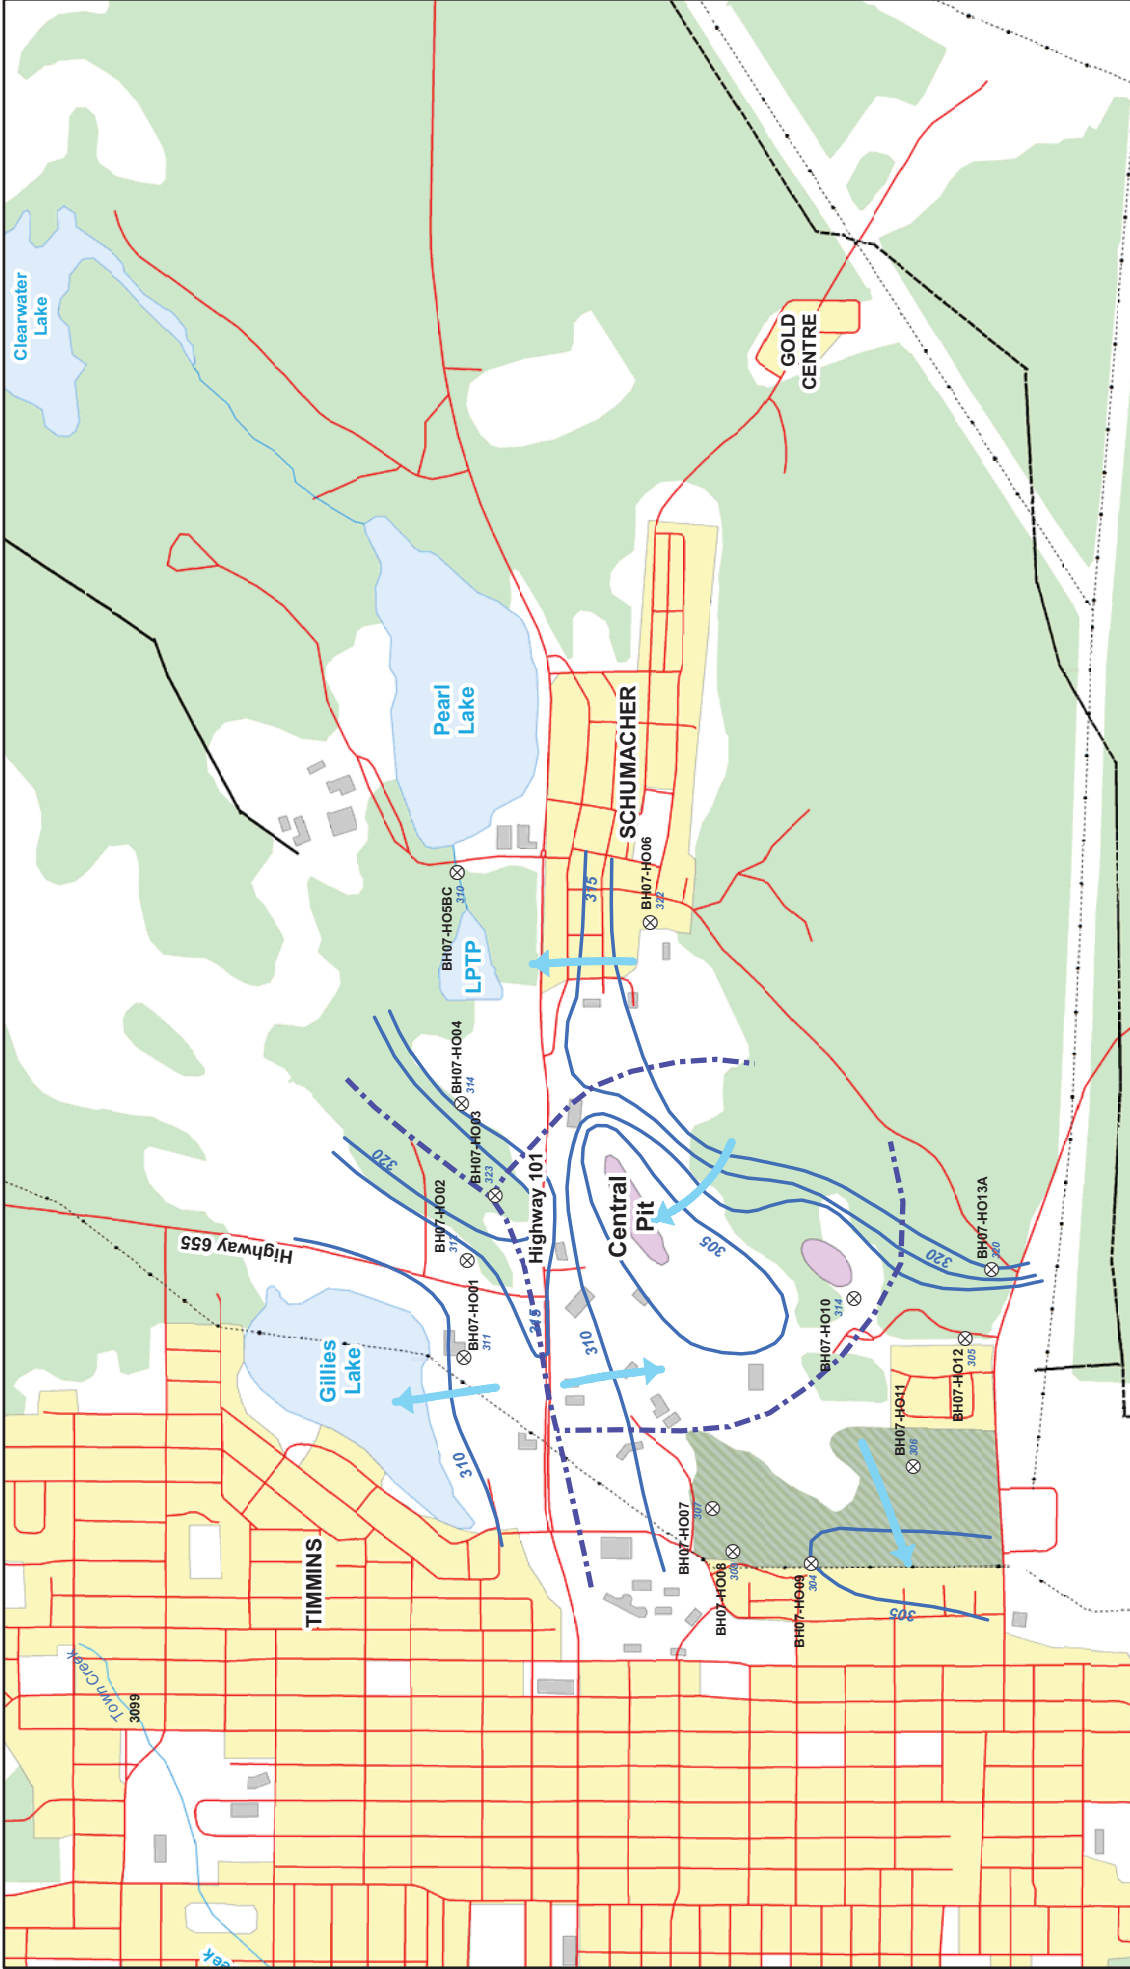 Clearwater
Lake
GOLD
CENTRE
Pearl
Lake
SCHUMACHER
BH07-HO06
322
315
BH07-HO5BC
310
LPTP
BH07-HO04
314
BH07-HO03
323
320
BH07-HO02
Highway 101
Highway 655
Central
Pit
305
BH07-HO13A
320
320
BH07-HO01
311
315
310
BH07-HO10
314
Gillies
Lake
BH07-HO12
305
BH07-HO11
306
310
BH07-HO07
307
BH07-HO08
BH07-HO09
304
305
TIMMINS
Town Creek
3099